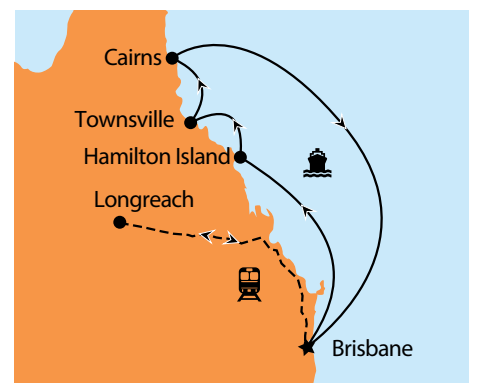 Cairns
Townsville
Hamilton Island
Longreach
Brisbane